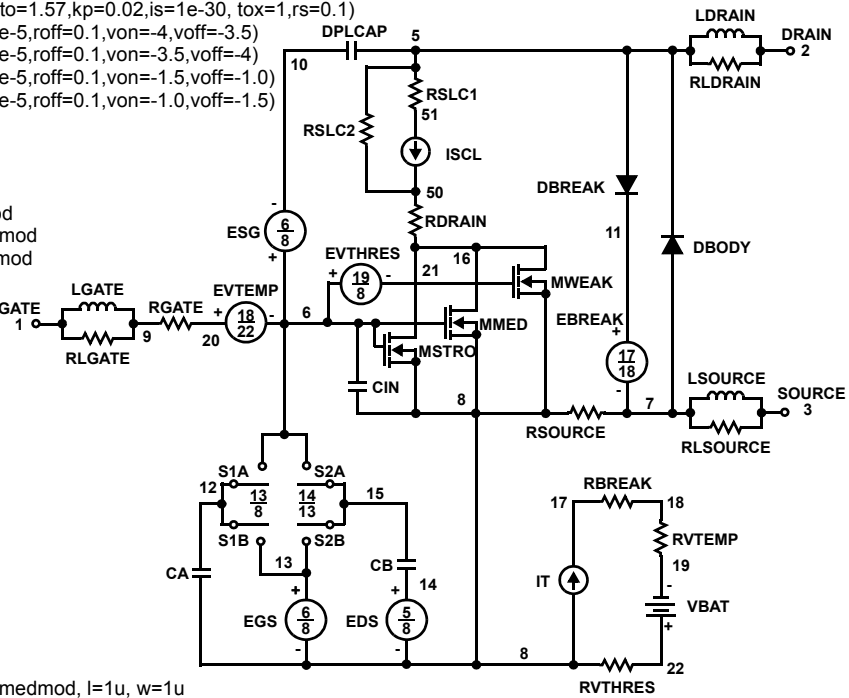 to=1.57,kp=0.02,is=1e-30, tox=1,rs=0.1)
e-5,roff=0.1,von=-4,voff=-3.5)
e-5,roff=0.1,von=-3.5,voff=-4)
e-5,roff=0.1,von=-1.5,voff=-1.0)
e-5,roff=0.1,von=-1.0,voff=-1.5)
LDRAIN
DPLCAP
5
DRAIN
2
10
RLDRAIN
RSLC1
51
RSLC2
ISCL
50
DBREAK
od
mod
mod
RDRAIN
ESG
6
8
-
+
11
DBODY
EVTHRES
+
19
8
-
21
16
MWEAK
LGATE
GATE
1
RLGATE
9
RGATE
20
EVTEMP
+
18
22
-
6
MMED
MSTRO
EBREAK
+
17
18
-
CIN
8
RSOURCE
7
LSOURCE
SOURCE
3
RLSOURCE
S1A
S2A
12
13
8
14
13
15
S1B
S2B
13
CA
CB
14
+
EGS
6
8
-
+
EDS
5
8
-
RBREAK
17
18
RVTEMP
19
IT
-
VBAT
+
8
22
RVTHRES
medmod, l=1u, w=1u